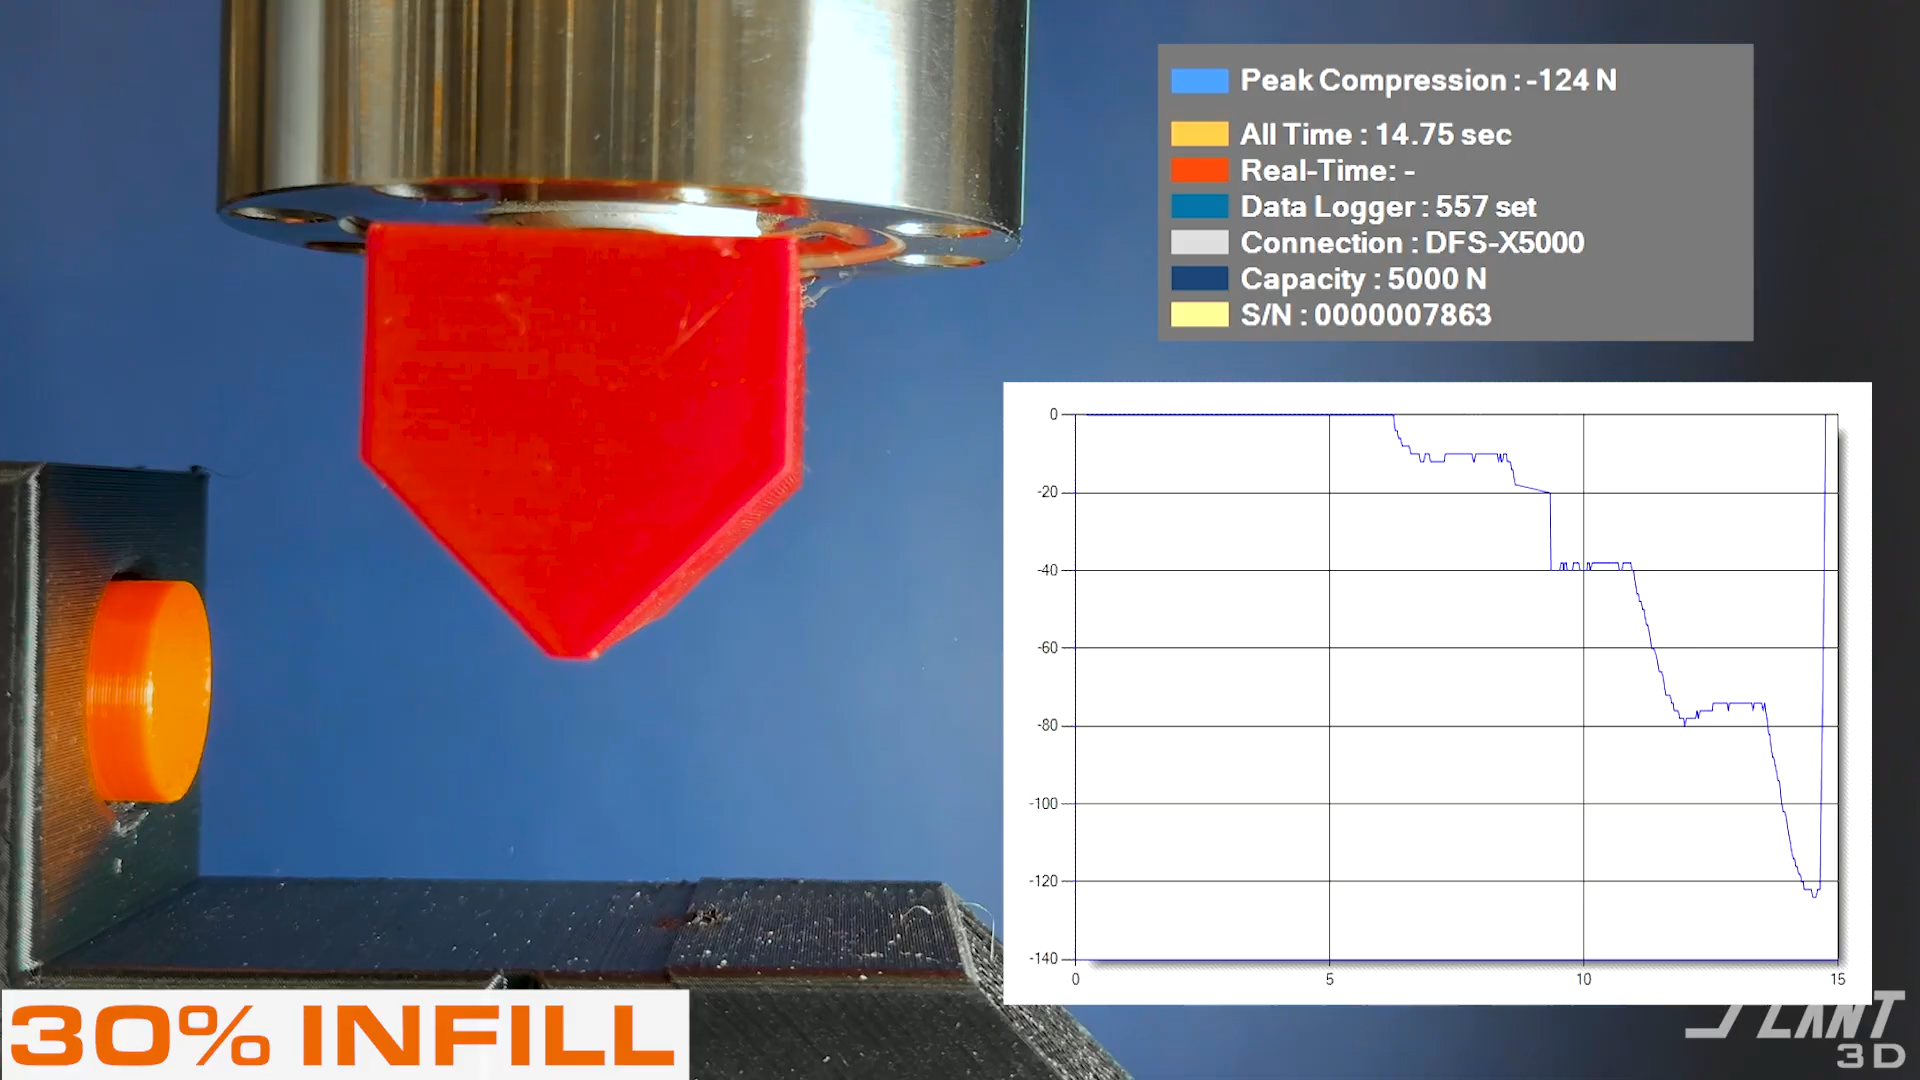 Peak Compression : -124 N
All Time : 14.75 sec
Real-Time: -
Data Logger : 557 set
Connection : DFS-X5000
Capacity : 5000 N
S/N : 0000007863
0
-20
-40
-60
-80
-100
-120
-140
0 5 10 15
30% INFILL
SLANT
3D